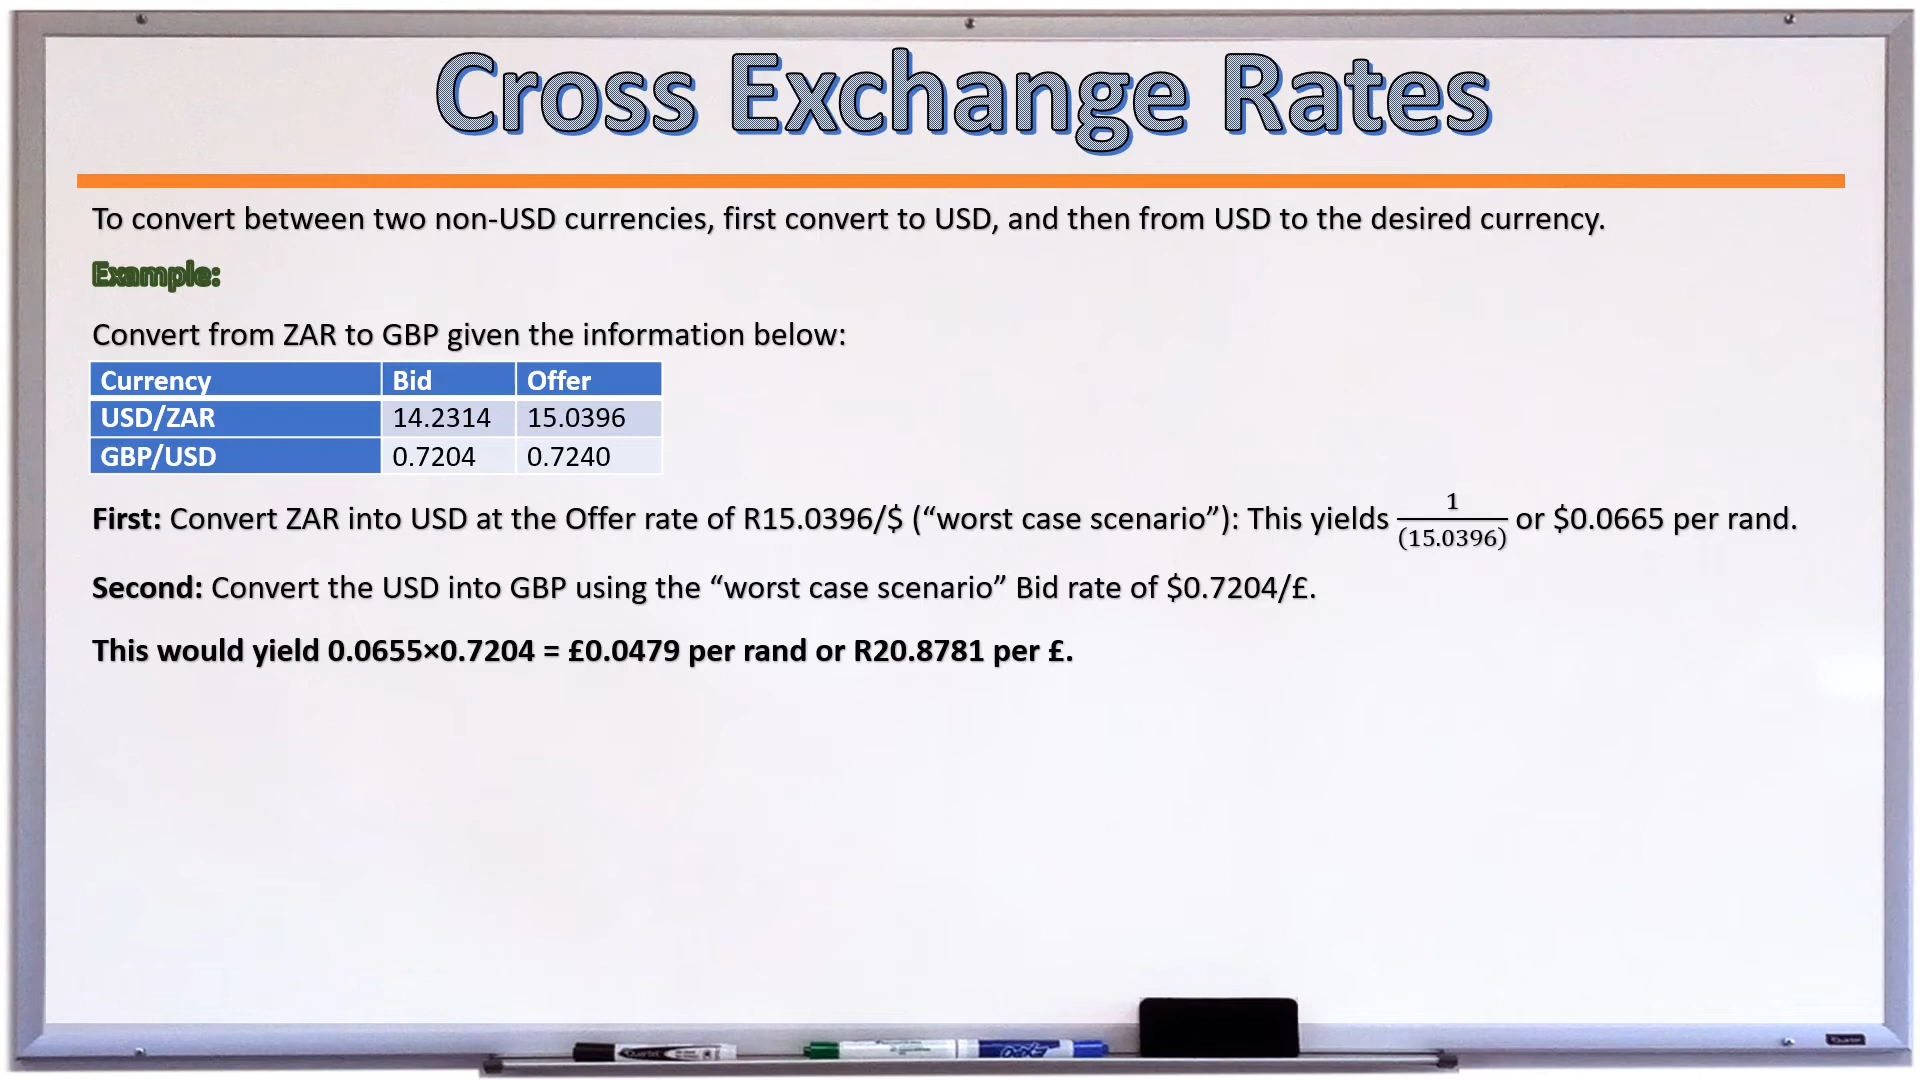 Cross Exchange Rates
To convert between two non-USD currencies, first convert to USD, and then from USD to the desired currency.
Example:
Convert from ZAR to GBP given the information below:
Currency Bid Offer
USD/ZAR 14.2314 15.0396
GBP/USD 0.7204 0.7240
First: Convert ZAR into USD at the Offer rate of R15.0396/$ (“worst case scenario”): This yields 1/(15.0396) or $0.0665 per rand.
Second: Convert the USD into GBP using the “worst case scenario” Bid rate of $0.7204/£.
This would yield 0.0655×0.7204 = £0.0479 per rand or R20.8781 per £.